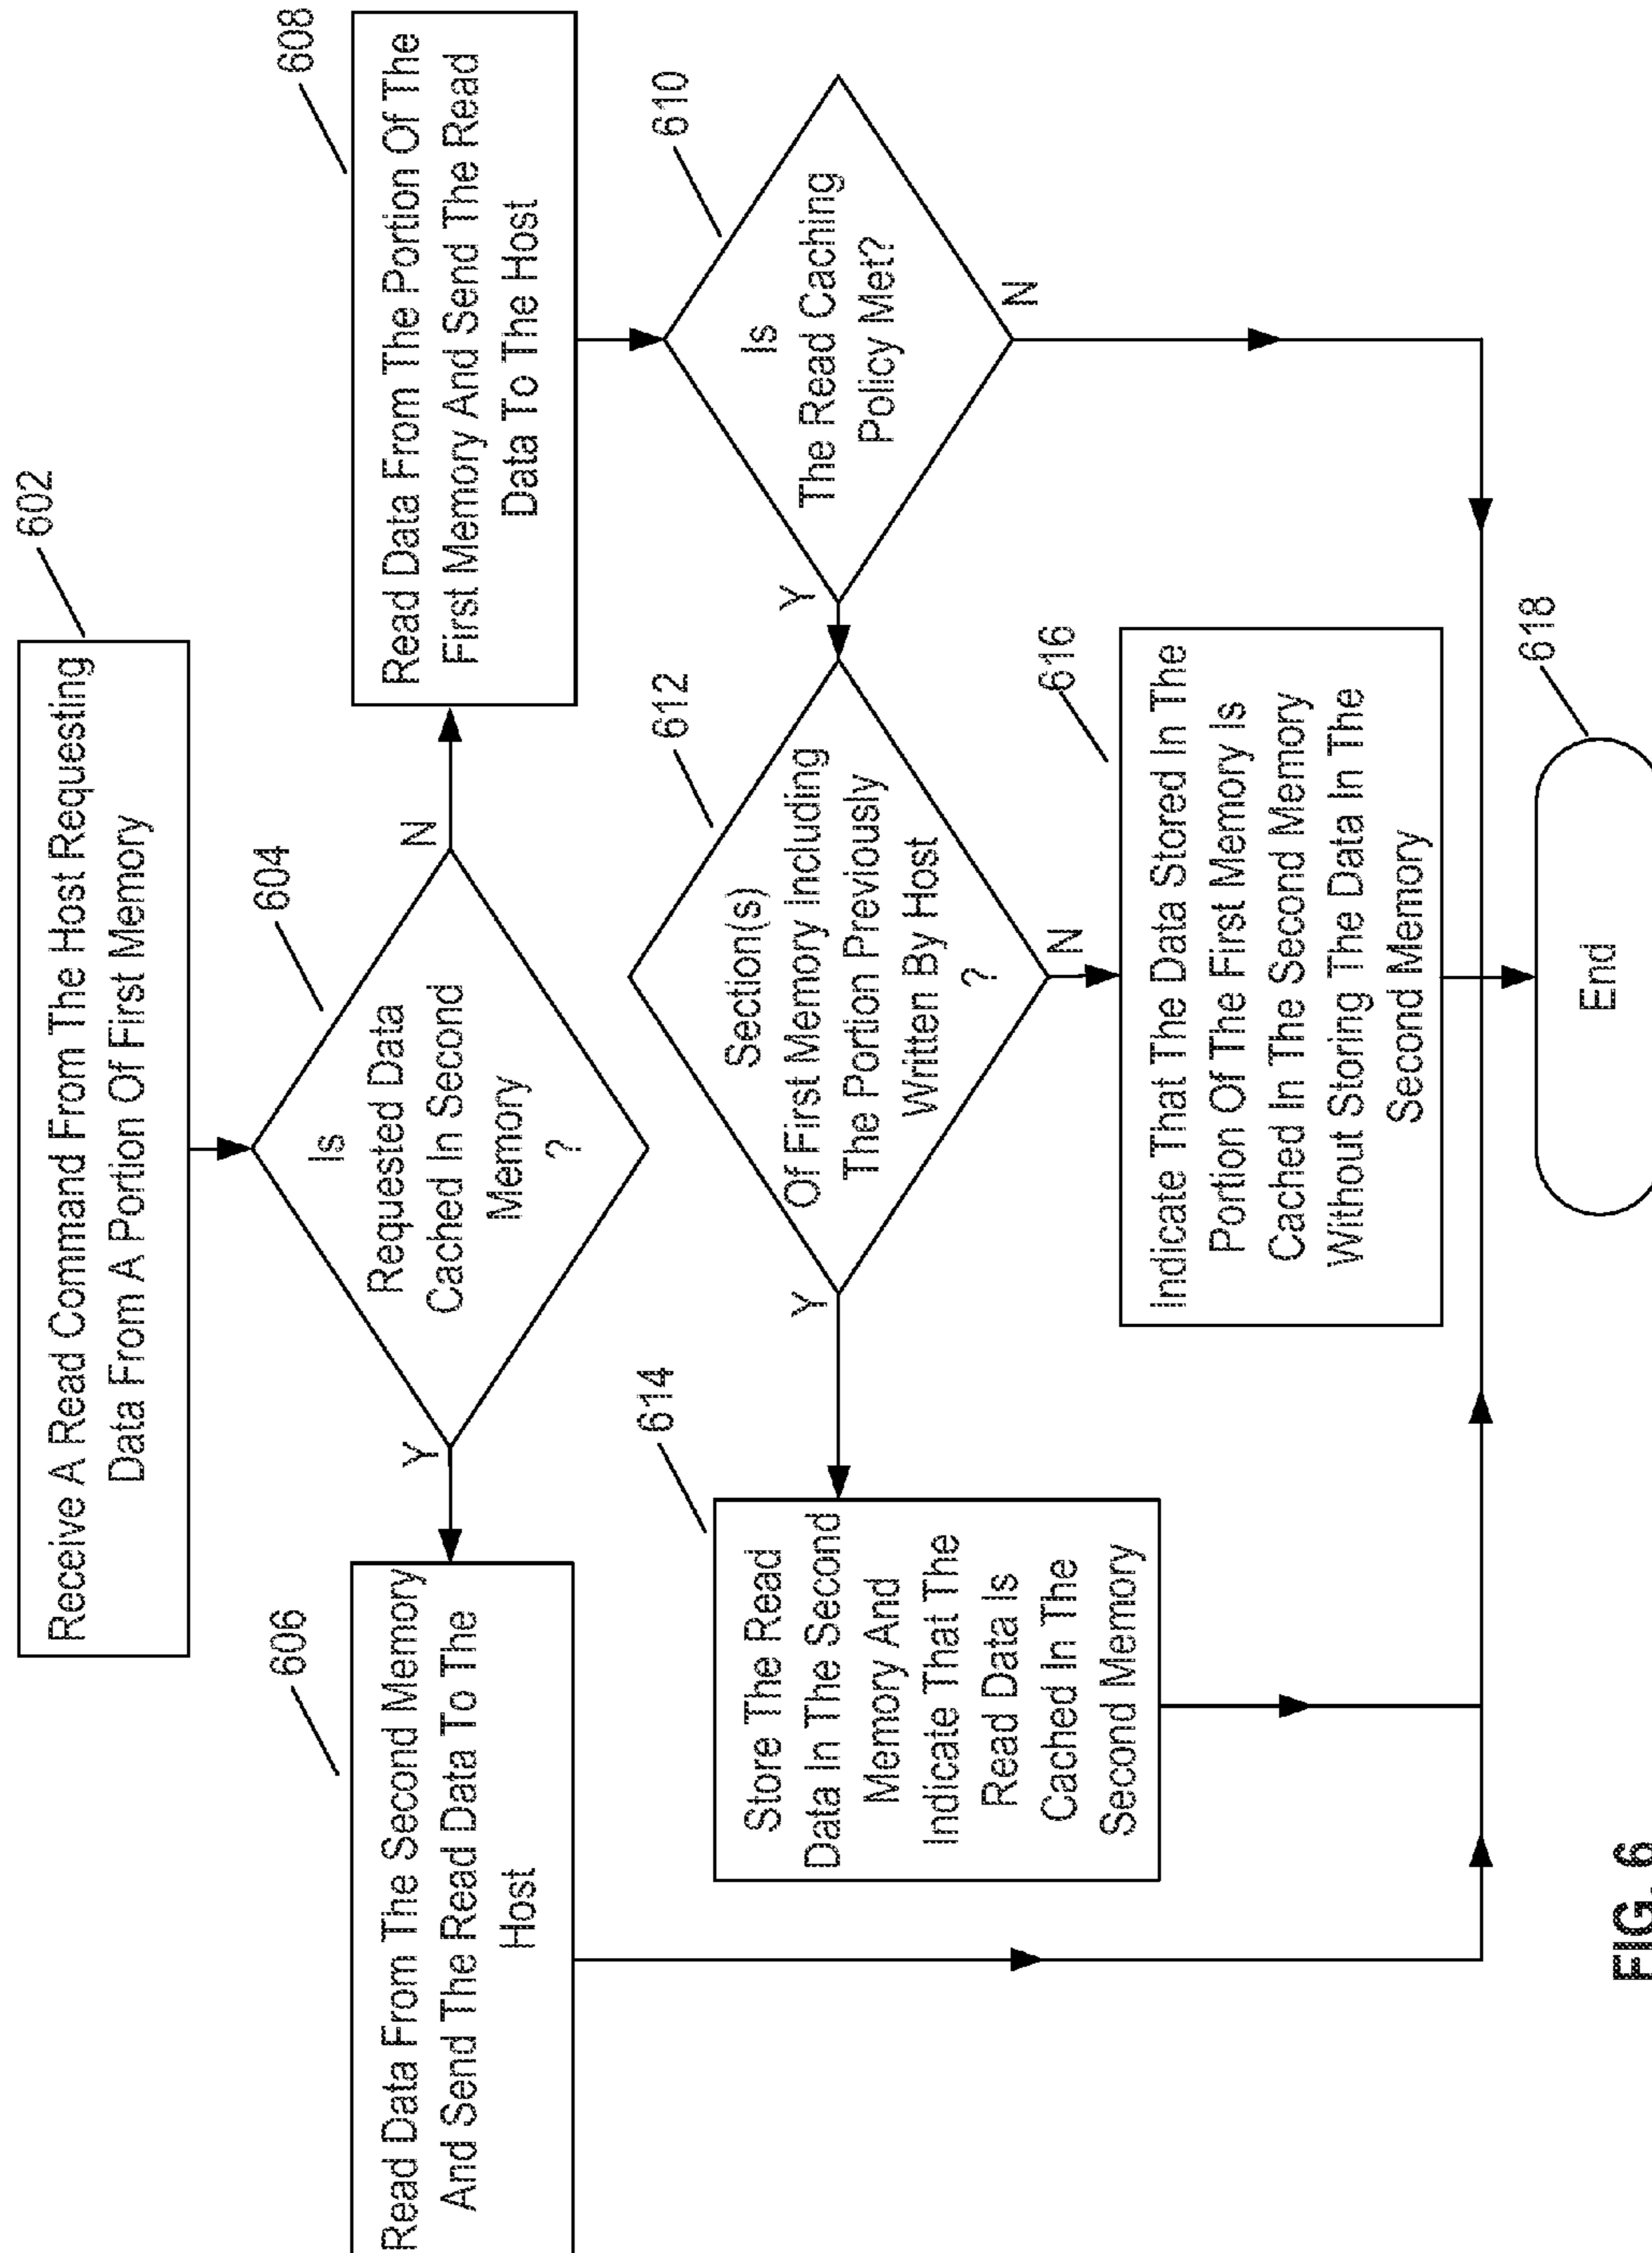 602
Receive A Read Command From The Host Requesting
Data From A Portion Of First Memory
604
Is
Requested Data
Cached In Second
Memory
?
Y
N
606
Read Data From The Second Memory
And Send The Read Data To The
Host
608
Read Data From The Portion Of The
First Memory And Send The Read
Data To The Host
610
Is
The Read Caching
Policy Met?
Y
N
612
Section(s)
Of First Memory Including
The Portion Previously
Written By Host
?
Y
N
614
Store The Read
Data In The Second
Memory And
Indicate That The
Read Data Is
Cached In The
Second Memory
616
Indicate That The Data Stored In The
Portion Of The First Memory Is
Cached In The Second Memory
Without Storing The Data In The
Second Memory
618
End
FIG. 6